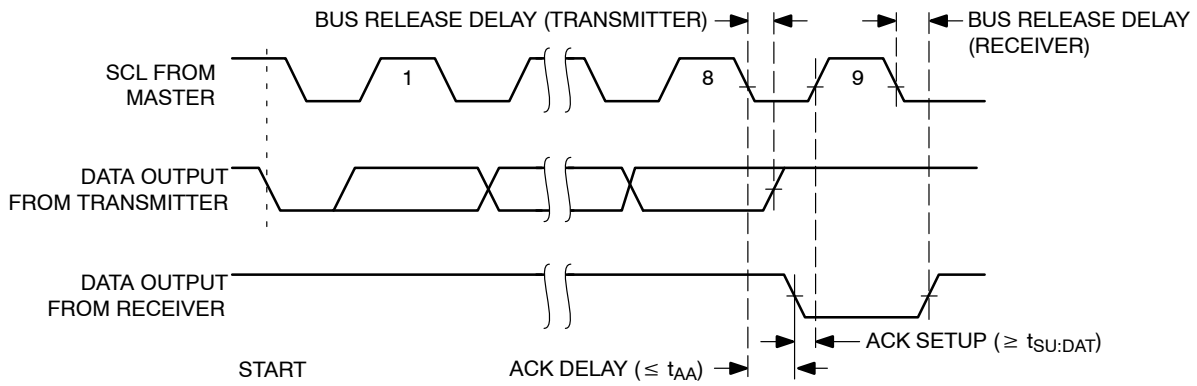 BUS RELEASE DELAY (TRANSMITTER)
BUS RELEASE DELAY
(RECEIVER)
SCL FROM
MASTER
1
8
9
DATA OUTPUT
FROM TRANSMITTER
DATA OUTPUT
FROM RECEIVER
ACK SETUP (≥ tSU:DAT)
START
ACK DELAY (≤ tAA)